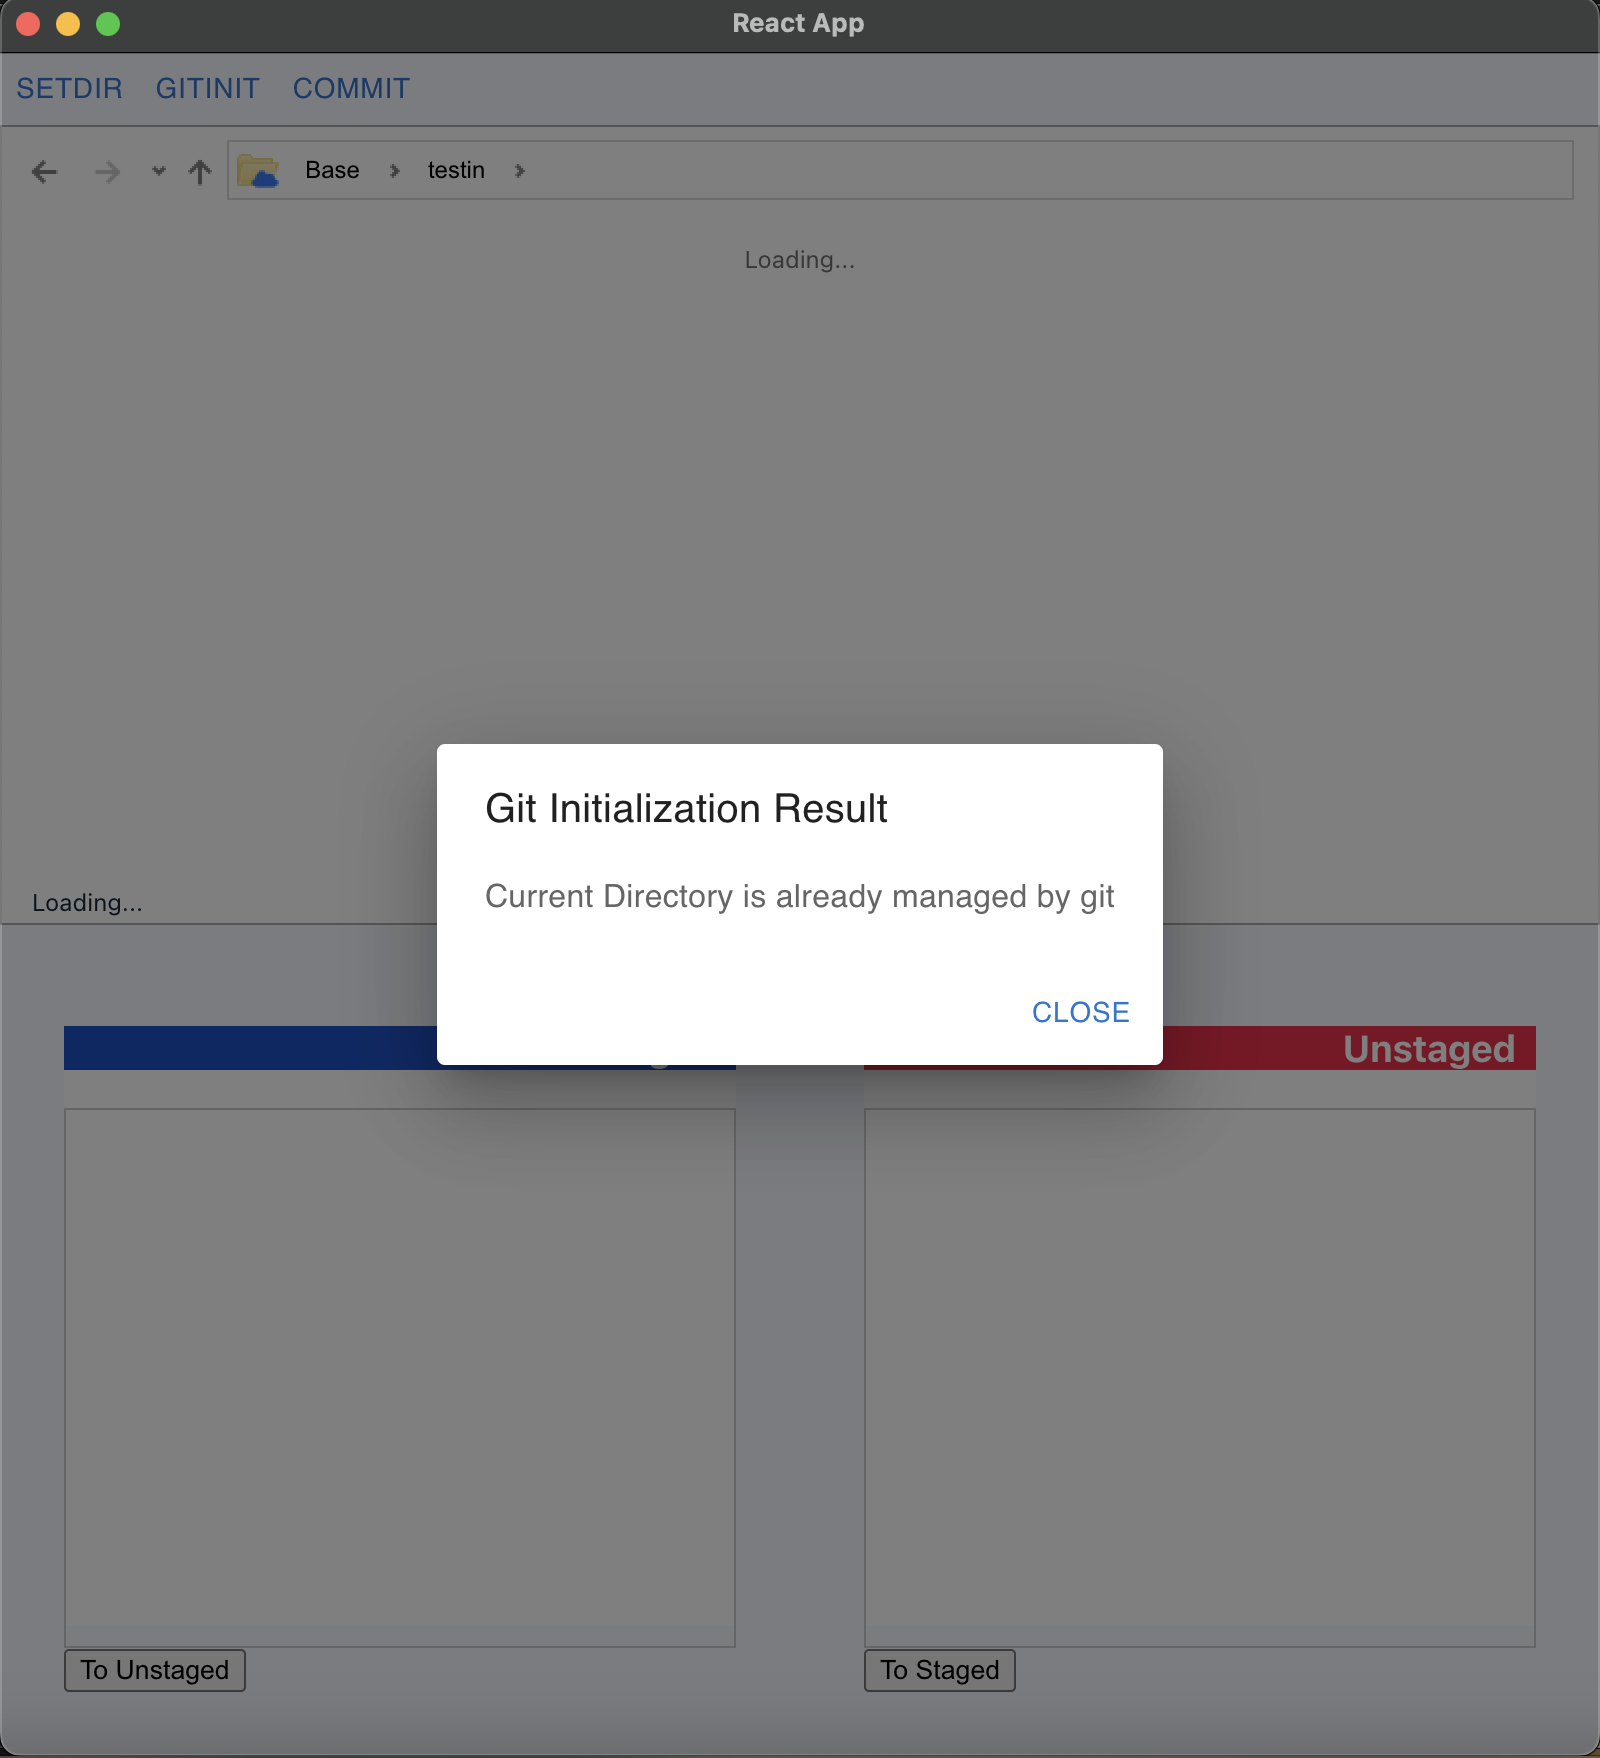 React App
SETDIR GITINIT COMMIT
Base testin
Loading...
Git Initialization Result
Current Directory is already managed by git
Loading...
CLOSE
Unstaged
To Unstaged To Staged